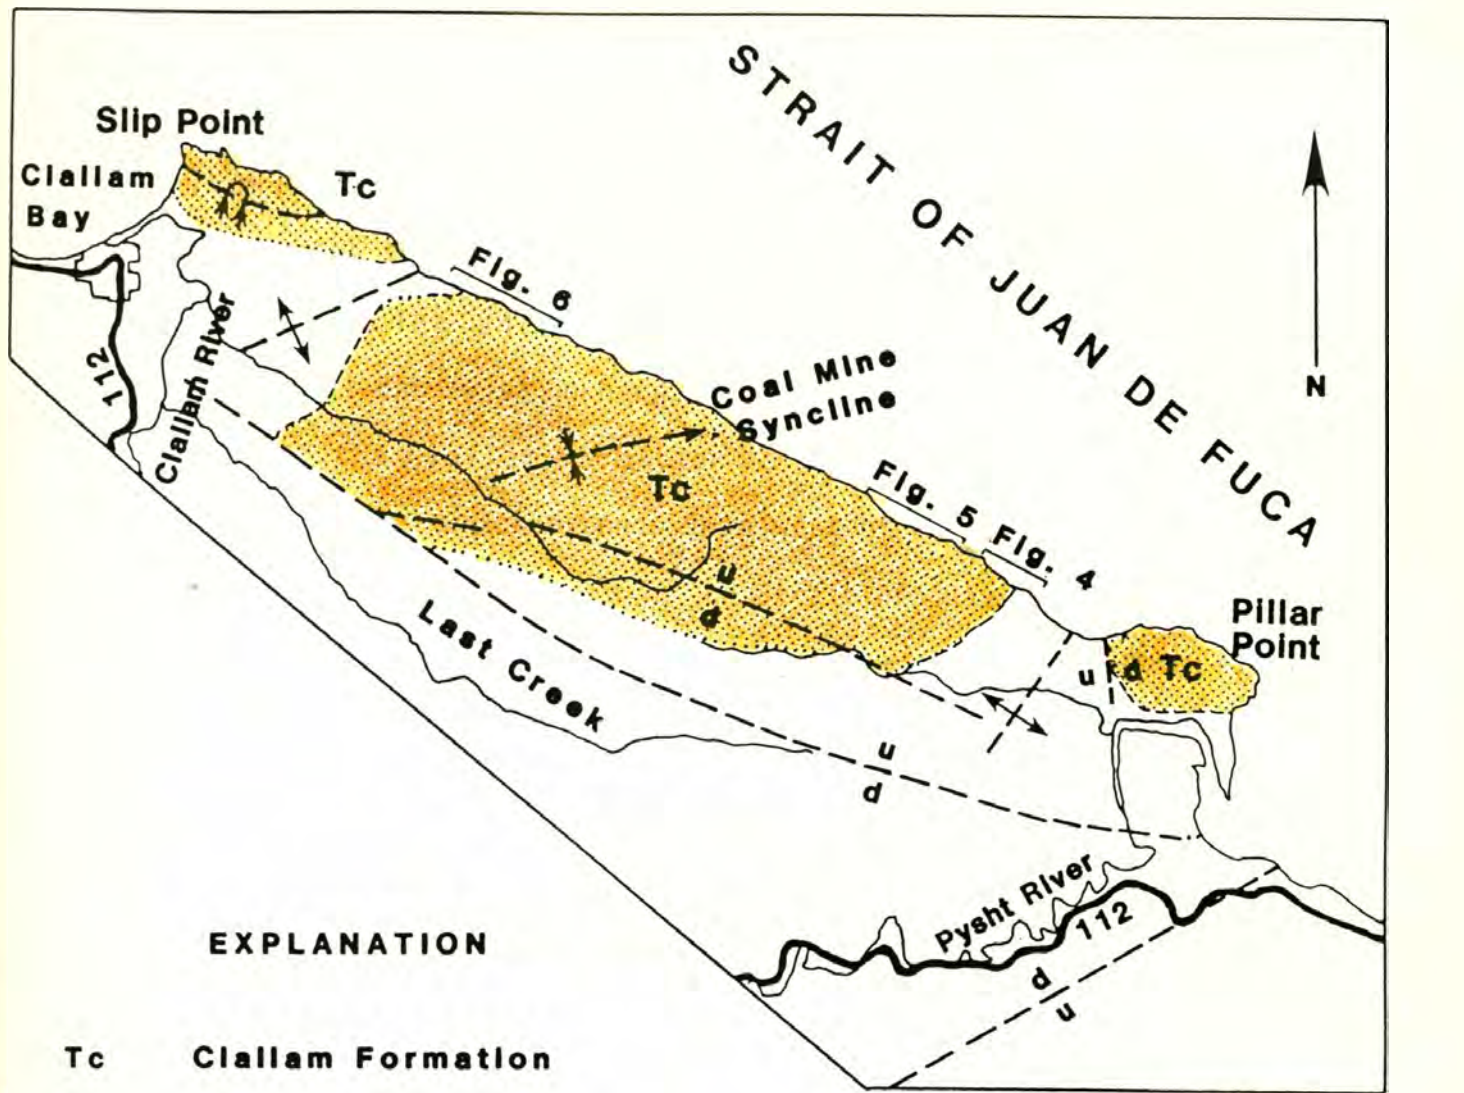 STRAIT OF JUAN DE FUCA
Slip Point
Clallam
Bay
Tc
Fig. 6
N
112
Clallam River
Coal Mine
Syncline
Tc
Fig. 5
Fig. 4
u
d
Pillar
Point
u
d
Tc
Last Creek
u
d
Pysht River
112
d
u
EXPLANATION
Tc Clallam Formation